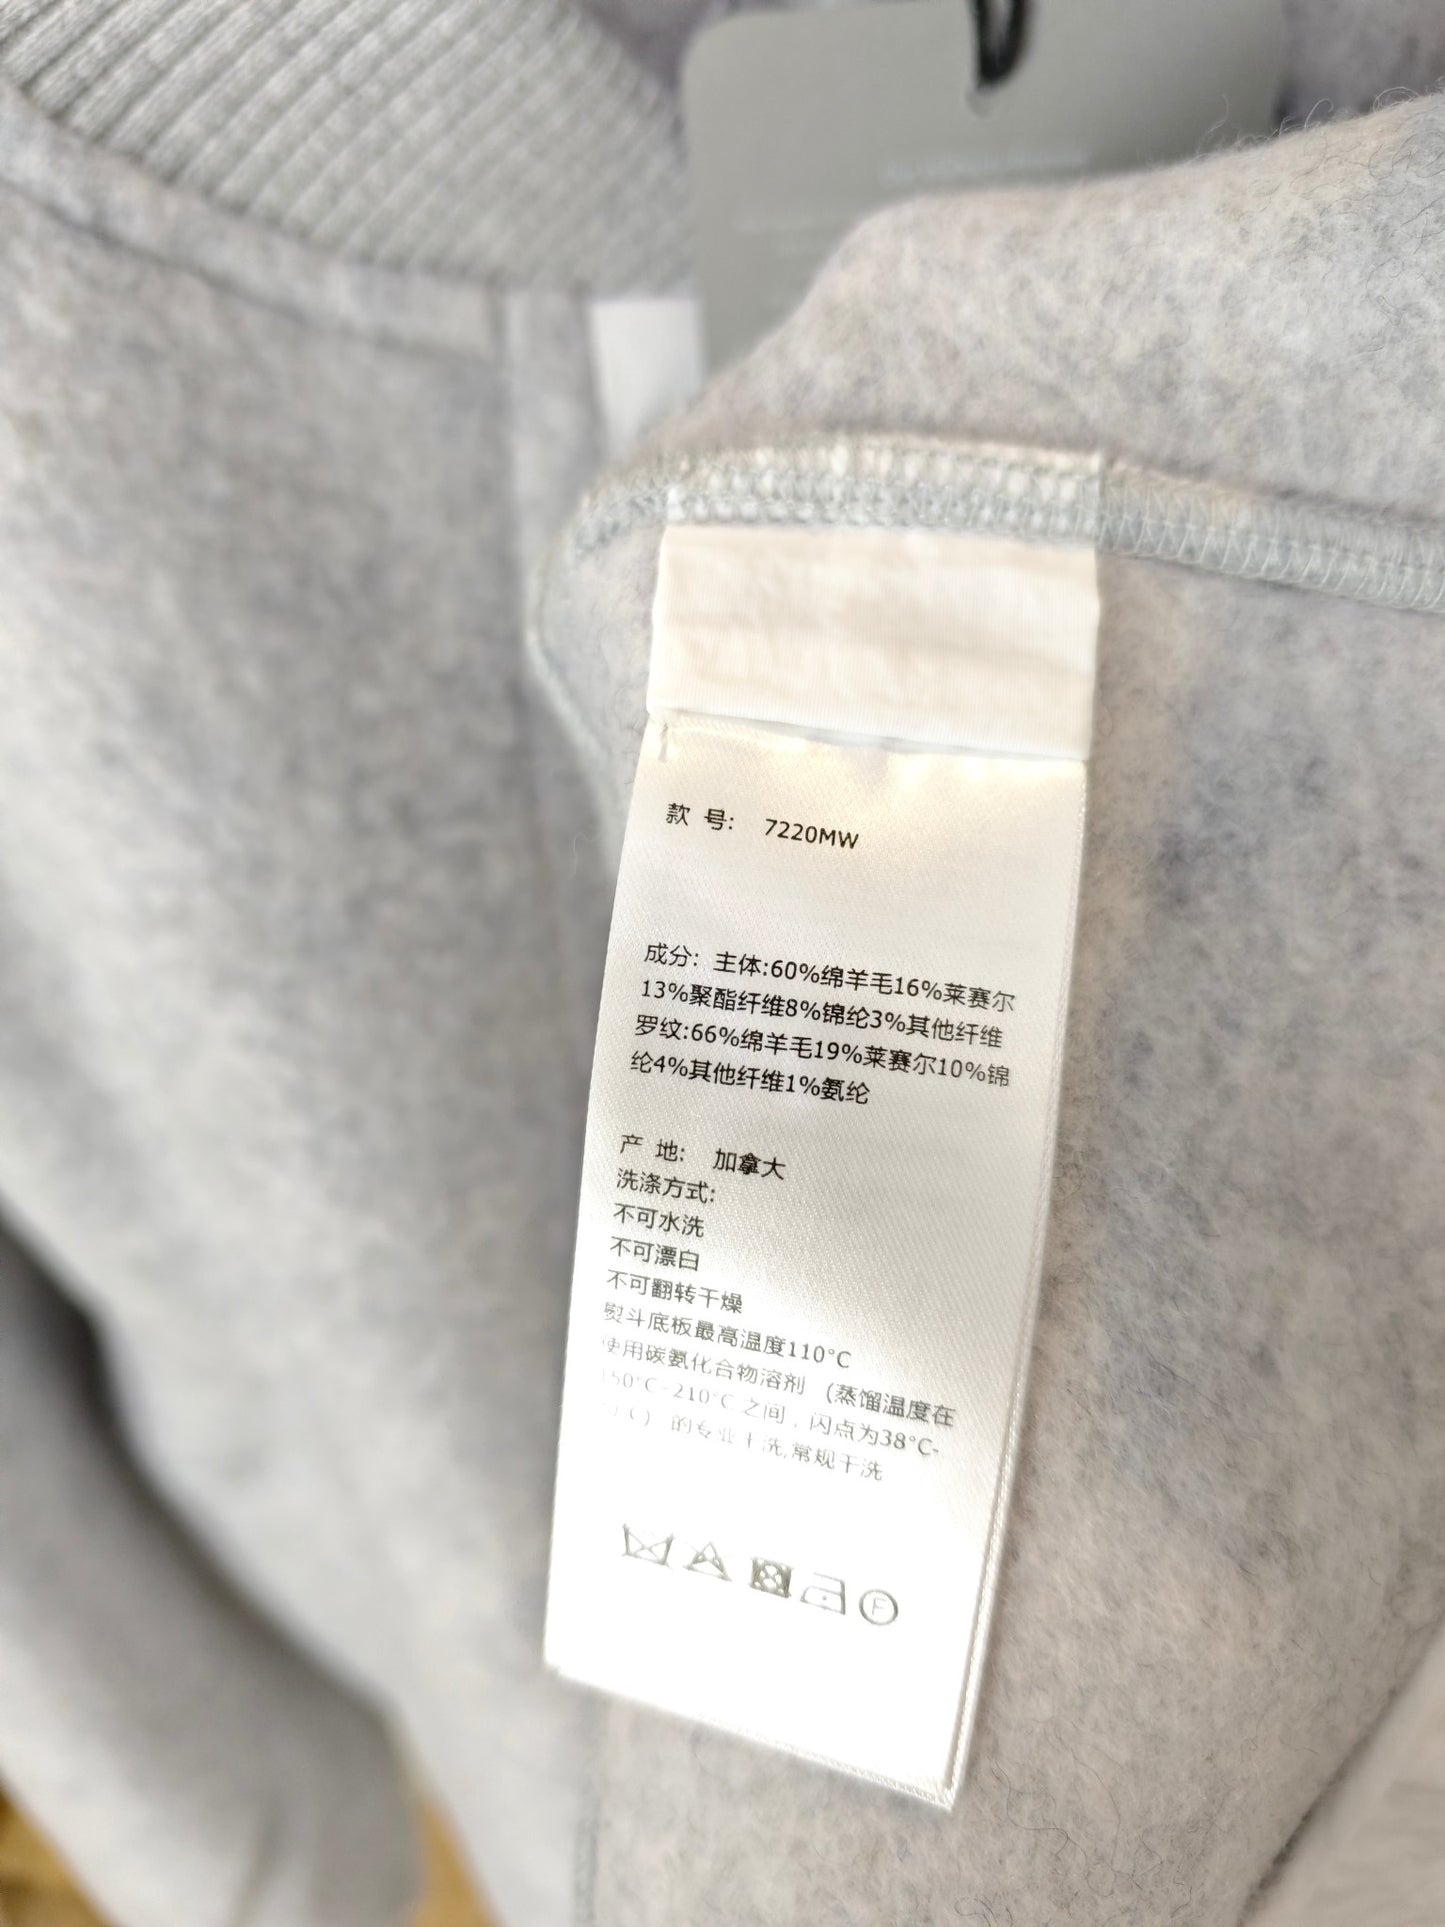 款 号: 7220MW
成分: 主体:60%绵羊毛16%莱赛尔
13%聚酯纤维8%锦纶3%其他纤维
罗纹:66%绵羊毛19%莱赛尔10%锦
纶4%其他纤维1%氨纶
产 地: 加拿大
洗涤方式:
不可水洗
不可漂白
不可翻转干燥
熨斗底板最高温度110°C
使用碳氨化合物溶剂 (蒸馏温度在
150°C-210°C之间,闪点为38°C-
的专业干洗,常规干洗
F